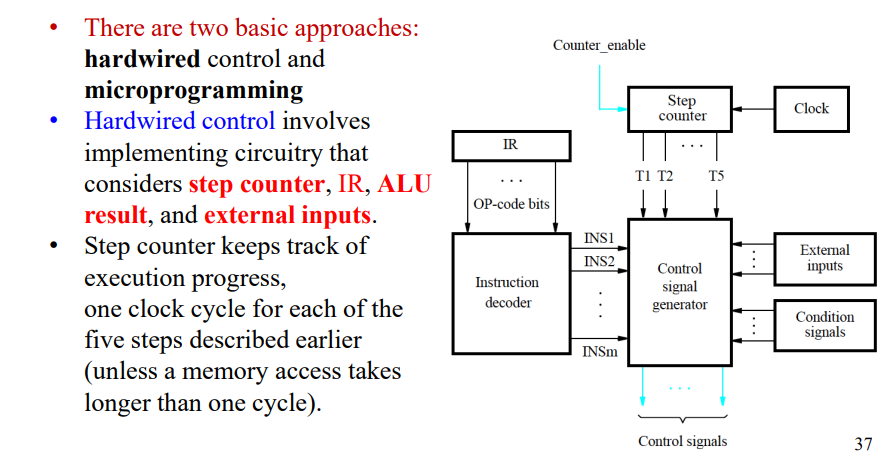 • There are two basic approaches:
hardwired control and
microprogramming
• Hardwired control involves
implementing circuitry that
considers step counter, IR, ALU
result, and external inputs.
• Step counter keeps track of
execution progress,
one clock cycle for each of the
five steps described earlier
(unless a memory access takes
longer than one cycle).
Counter_enable
Step
counter
Clock
IR
. . .
. . .
T1 T2 T5
OP-code bits
INS1
INS2
Instruction
decoder
. . .
INSm
Control
signal
generator
External
inputs
. . .
Condition
signals
. . .
. . .
Control signals
37